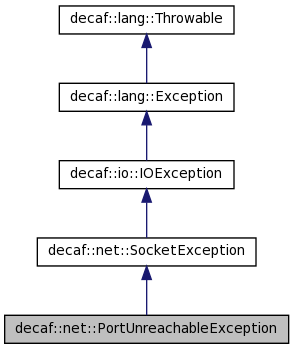 decaf::lang::Throwable
decaf::lang::Exception
decaf::io::IOException
decaf::net::SocketException
decaf::net::PortUnreachableException